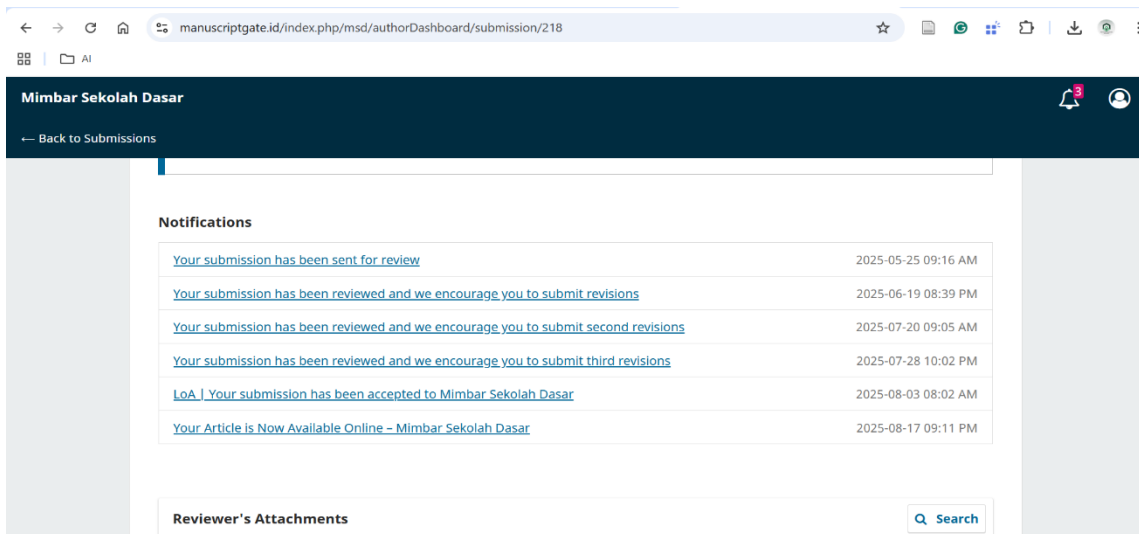 manuscriptgate.id/index.php/msd/authorDashboard/submission/218
AI
Mimbar Sekolah Dasar
3
← Back to Submissions
Notifications
Your submission has been sent for review 2025-05-25 09:16 AM
Your submission has been reviewed and we encourage you to submit revisions 2025-06-19 08:39 PM
Your submission has been reviewed and we encourage you to submit second revisions 2025-07-20 09:05 AM
Your submission has been reviewed and we encourage you to submit third revisions 2025-07-28 10:02 PM
LoA | Your submission has been accepted to Mimbar Sekolah Dasar 2025-08-03 08:02 AM
Your Article is Now Available Online – Mimbar Sekolah Dasar 2025-08-17 09:11 PM
Reviewer's Attachments Search